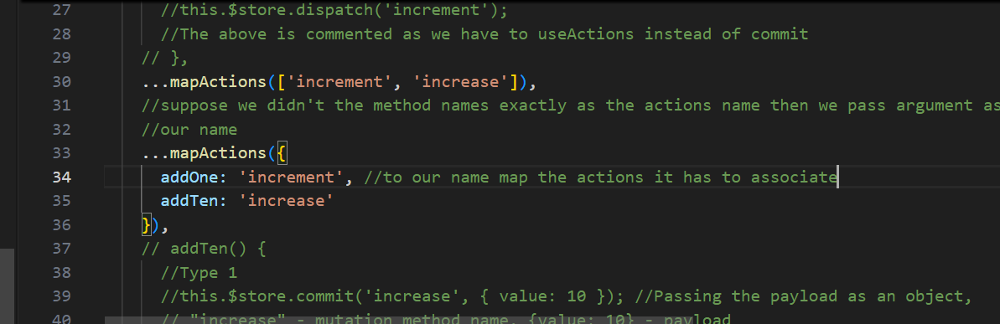 27 //this.$store.dispatch('increment');
28 //The above is commented as we have to useActions instead of commit
29 // },
30 ...mapActions(['increment', 'increase']),
31 //suppose we didn't the method names exactly as the actions name then we pass argument as
32 //our name
33 ...mapActions({
34 addOne: 'increment', //to our name map the actions it has to associate
35 addTen: 'increase'
36 }),
37 // addTen() {
38 //Type 1
39 //this.$store.commit('increase', { value: 10 }); //Passing the payload as an object,
40 // "increase" - mutation method name, {value: 10} - payload